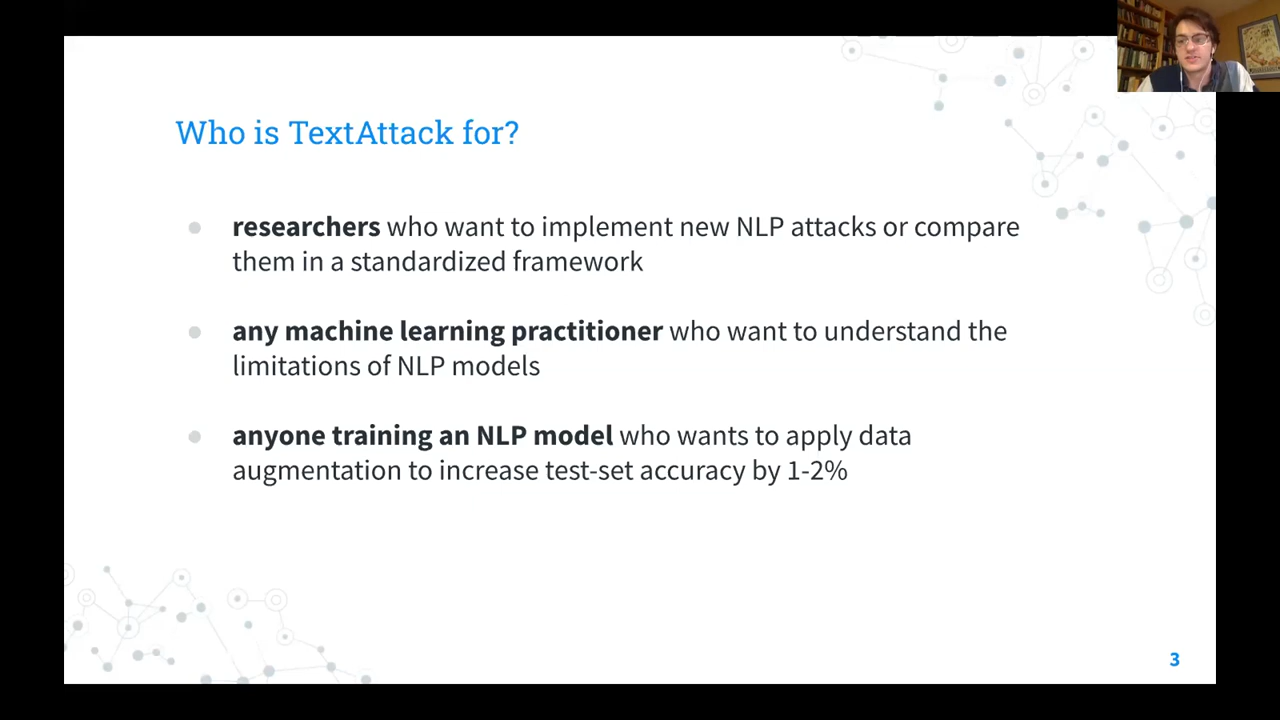 Who is TextAttack for?
researchers who want to implement new NLP attacks or compare
them in a standardized framework
any machine learning practitioner who want to understand the
limitations of NLP models
anyone training an NLP model who wants to apply data
augmentation to increase test-set accuracy by 1-2%
3